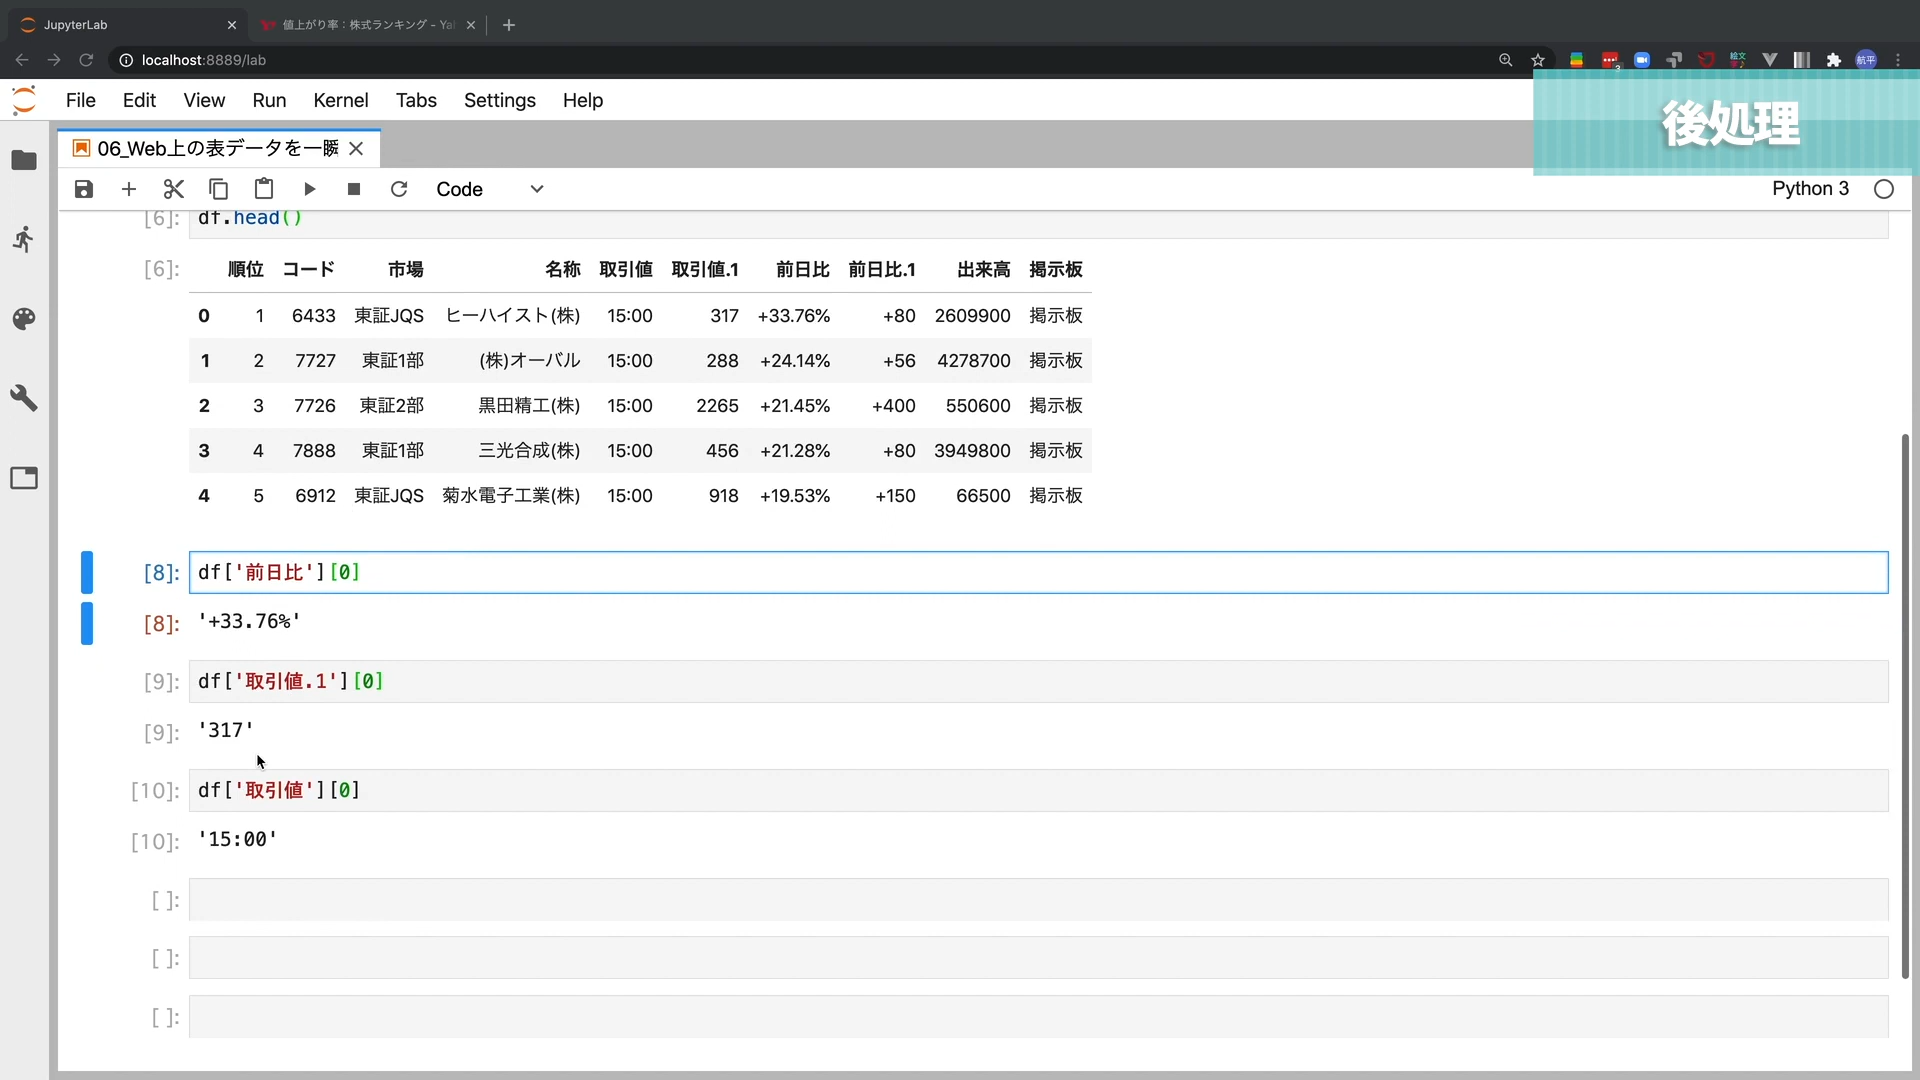 JupyterLab
値上がり率：株式ランキング - Ya
localhost:8889/lab
File Edit View Run Kernel Tabs Settings Help
後処理
06_Web上の表データを一瞬
Code
Python 3
[6]: df.head()
[6]: 順位 コード 市場 名称 取引値 取引値.1 前日比 前日比.1 出来高 掲示板
0 1 6433 東証JQS ヒーハイスト(株) 15:00 317 +33.76% +80 2609900 掲示板
1 2 7727 東証1部 (株)オーバル 15:00 288 +24.14% +56 4278700 掲示板
2 3 7726 東証2部 黒田精工(株) 15:00 2265 +21.45% +400 550600 掲示板
3 4 7888 東証1部 三光合成(株) 15:00 456 +21.28% +80 3949800 掲示板
4 5 6912 東証JQS 菊水電子工業(株) 15:00 918 +19.53% +150 66500 掲示板
[8]: df['前日比'][0]
[8]: '+33.76%'
[9]: df['取引値.1'][0]
[9]: '317'
[10]: df['取引値'][0]
[10]: '15:00'
[ ]:
[ ]:
[ ]: